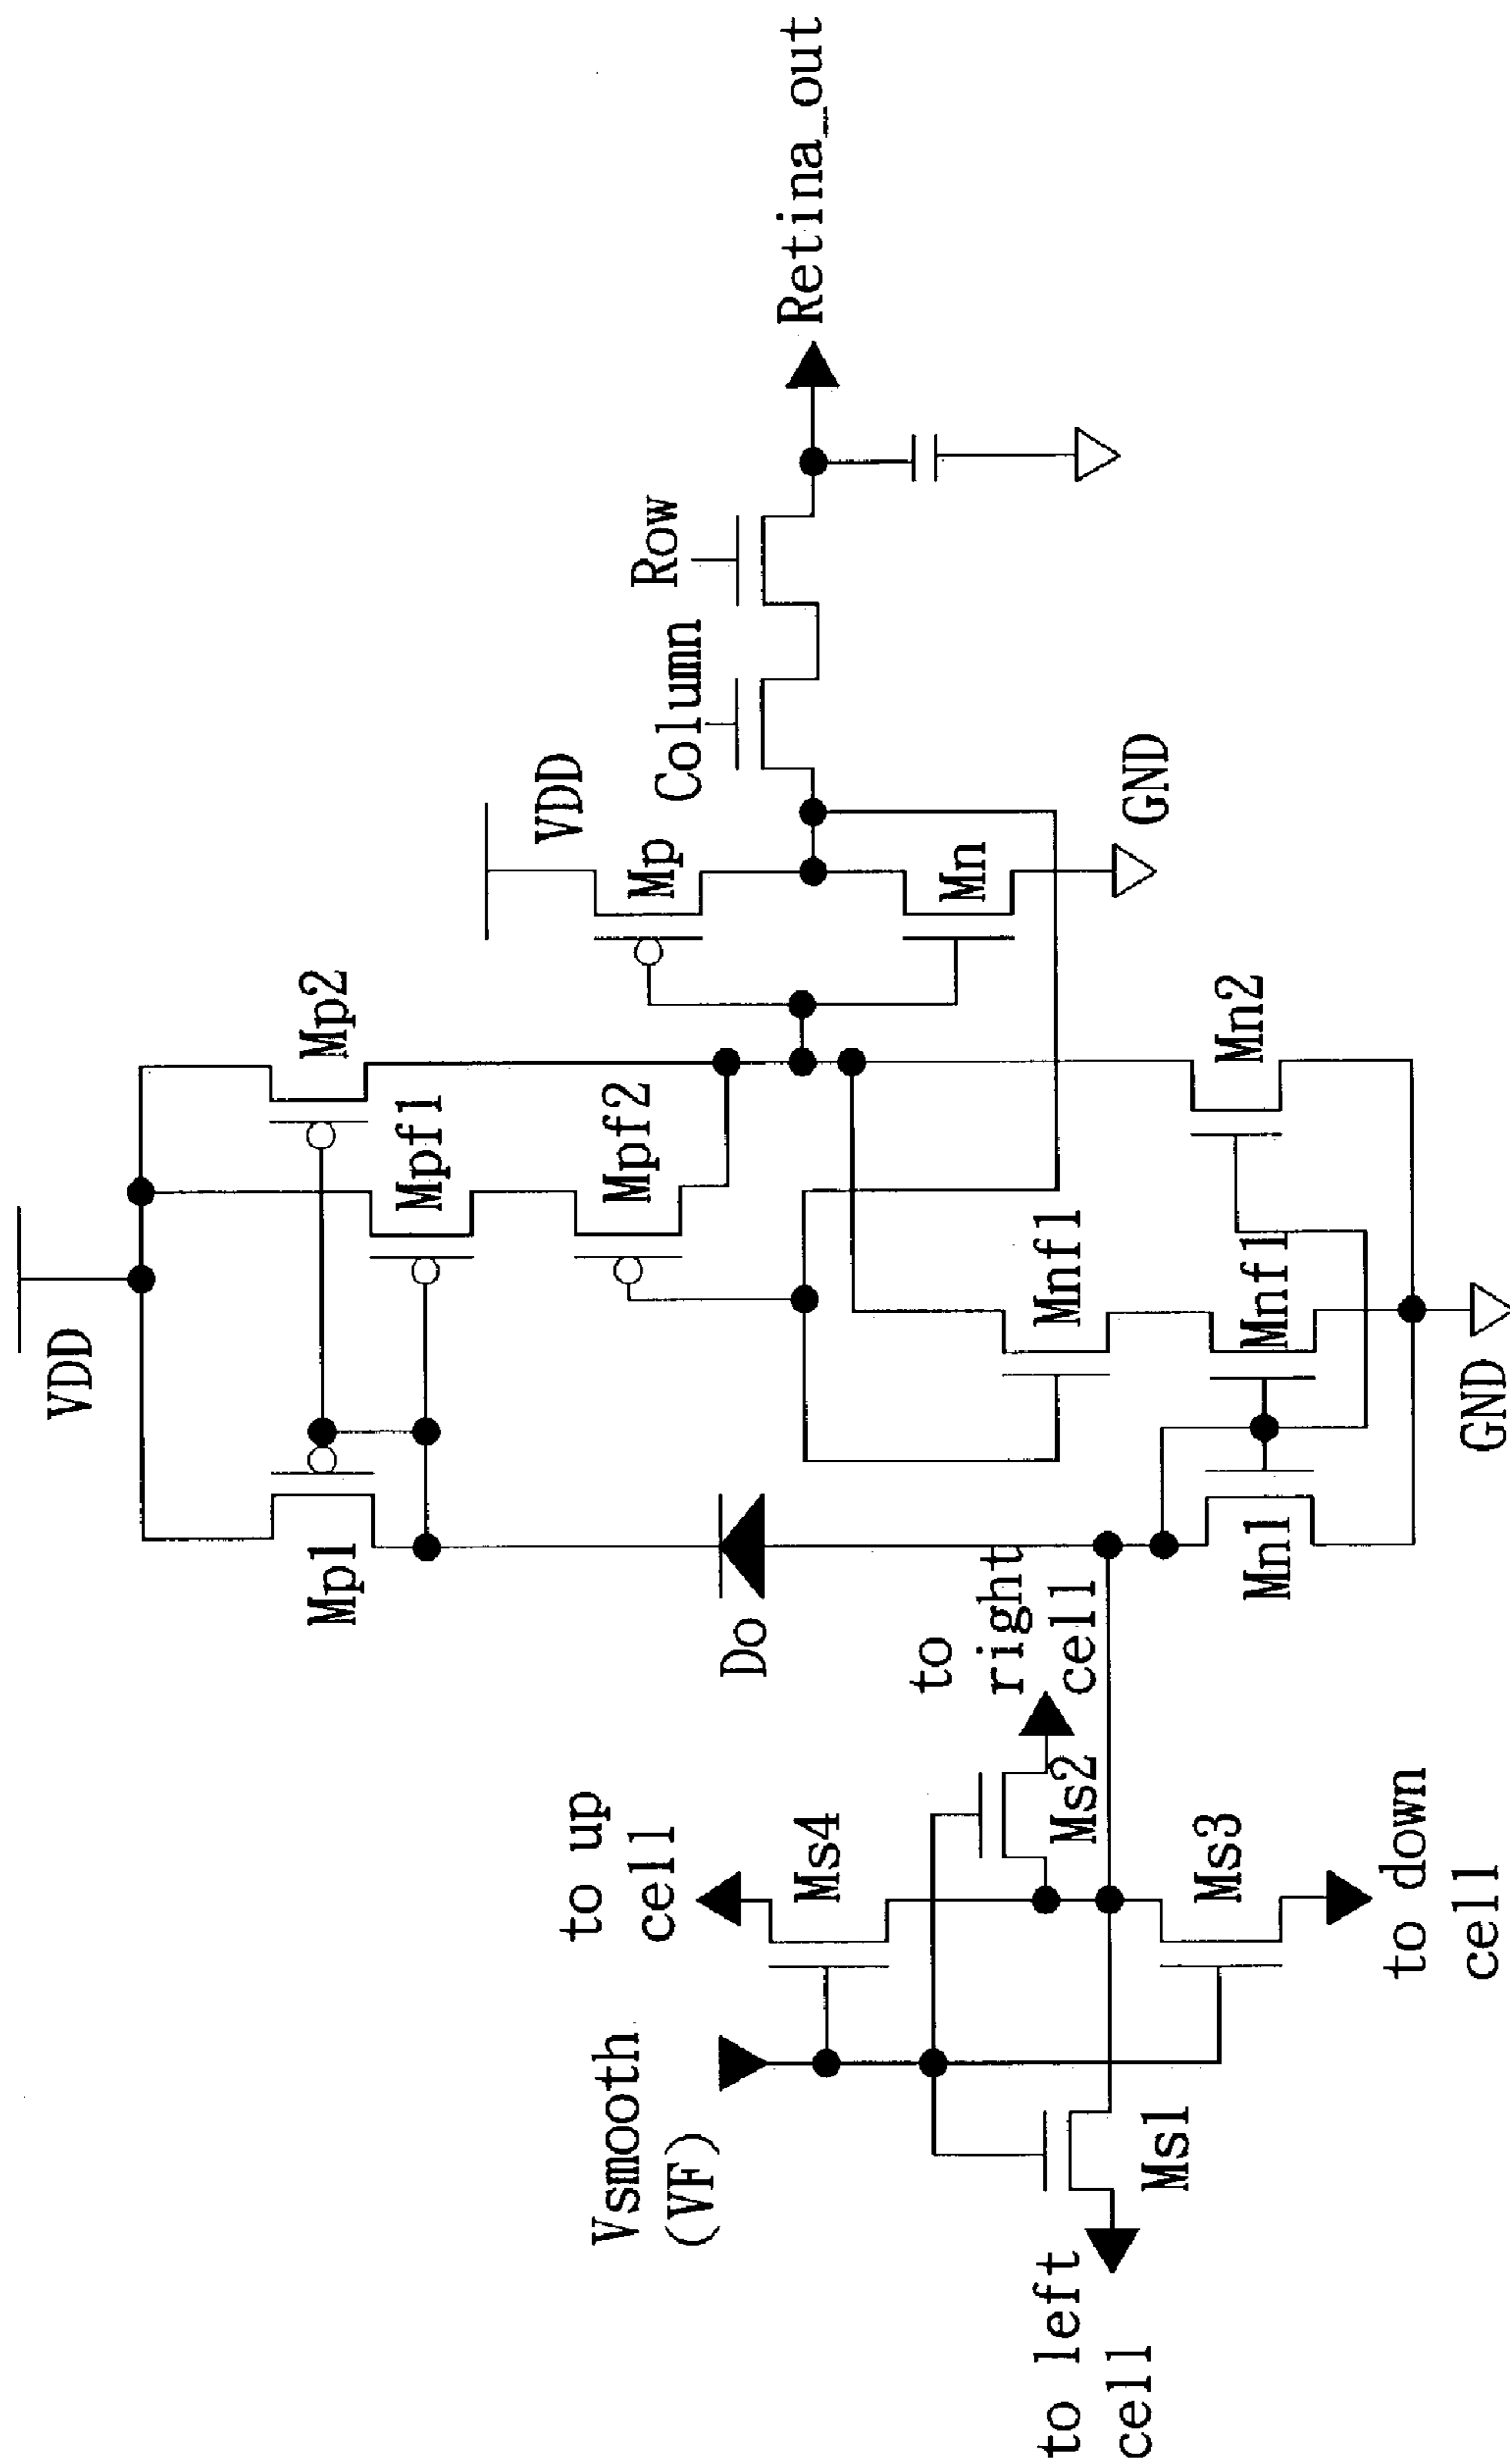 VDD
Mp1
Mp2
Mpf1
Mpf2
VDD
Mp
Column
Row
Retina_out
Mn
GND
Do
Vsmooth
(VF)
to up
cell
Ms4
to
right
cell
Ms2
to left
cell
Ms1
Ms3
to down
cell
Mnf1
Mnf1
Mn1
Mn2
GND